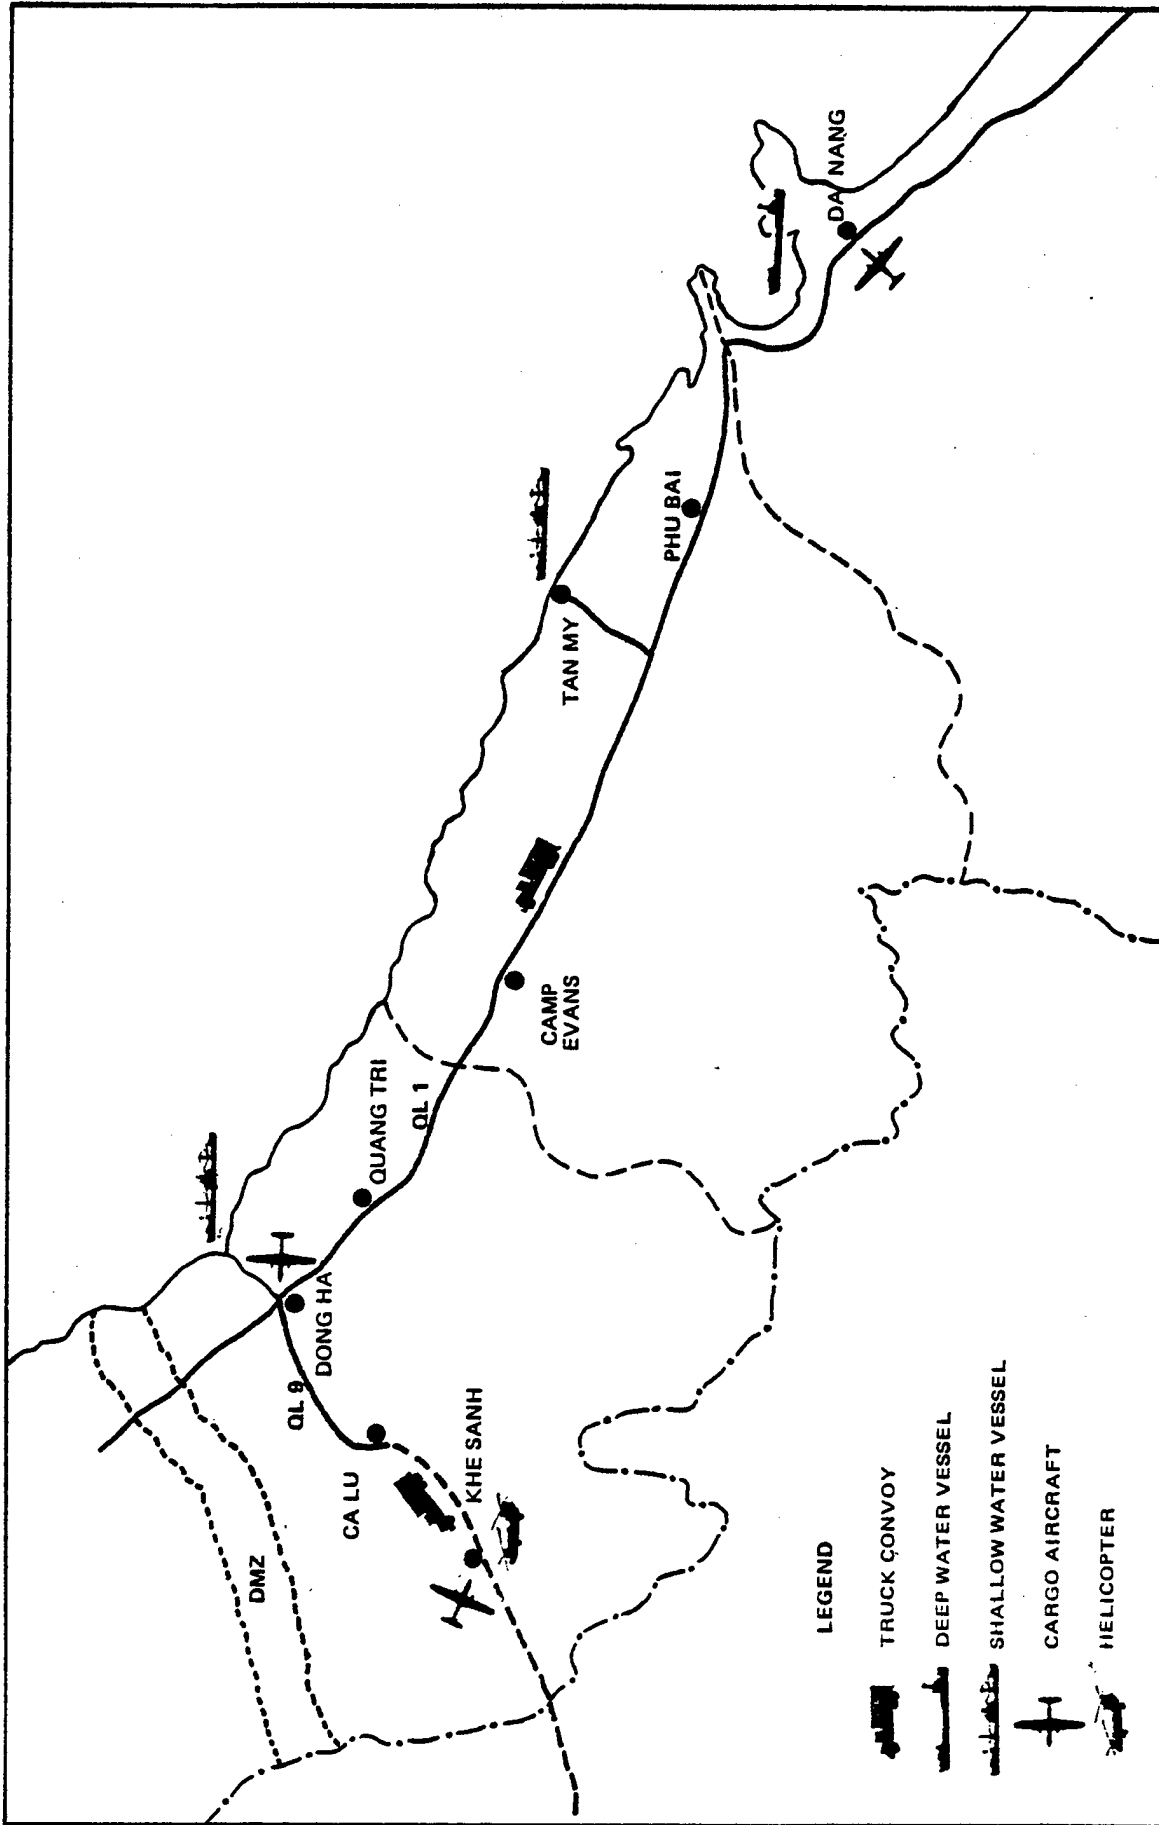 DMZ
QL 9
DONG HA
CA LU
KHE SANH
QUANG TRI
QL 1
CAMP
EVANS
TAN MY
PHU BAI
DA NANG
LEGEND
TRUCK CONVOY
DEEP WATER VESSEL
SHALLOW WATER VESSEL
CARGO AIRCRAFT
HELICOPTER